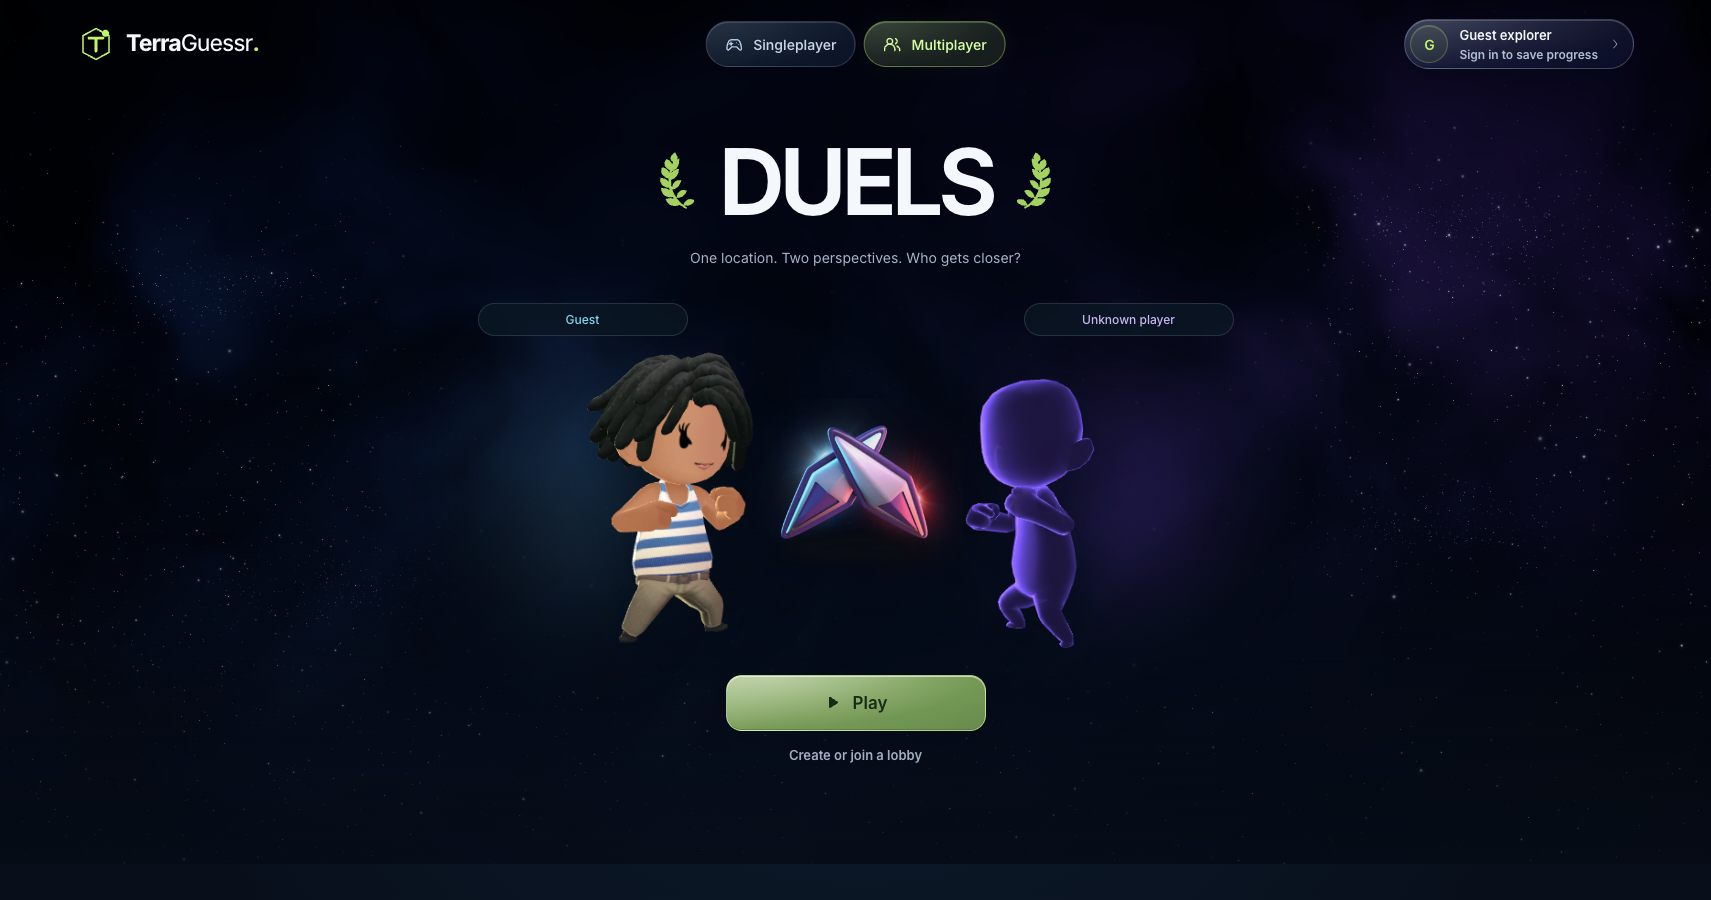 TerraGuessr.
Singleplayer
Multiplayer
G
Guest explorer
Sign in to save progress
DUELS
One location. Two perspectives. Who gets closer?
Guest
Unknown player
Play
Create or join a lobby